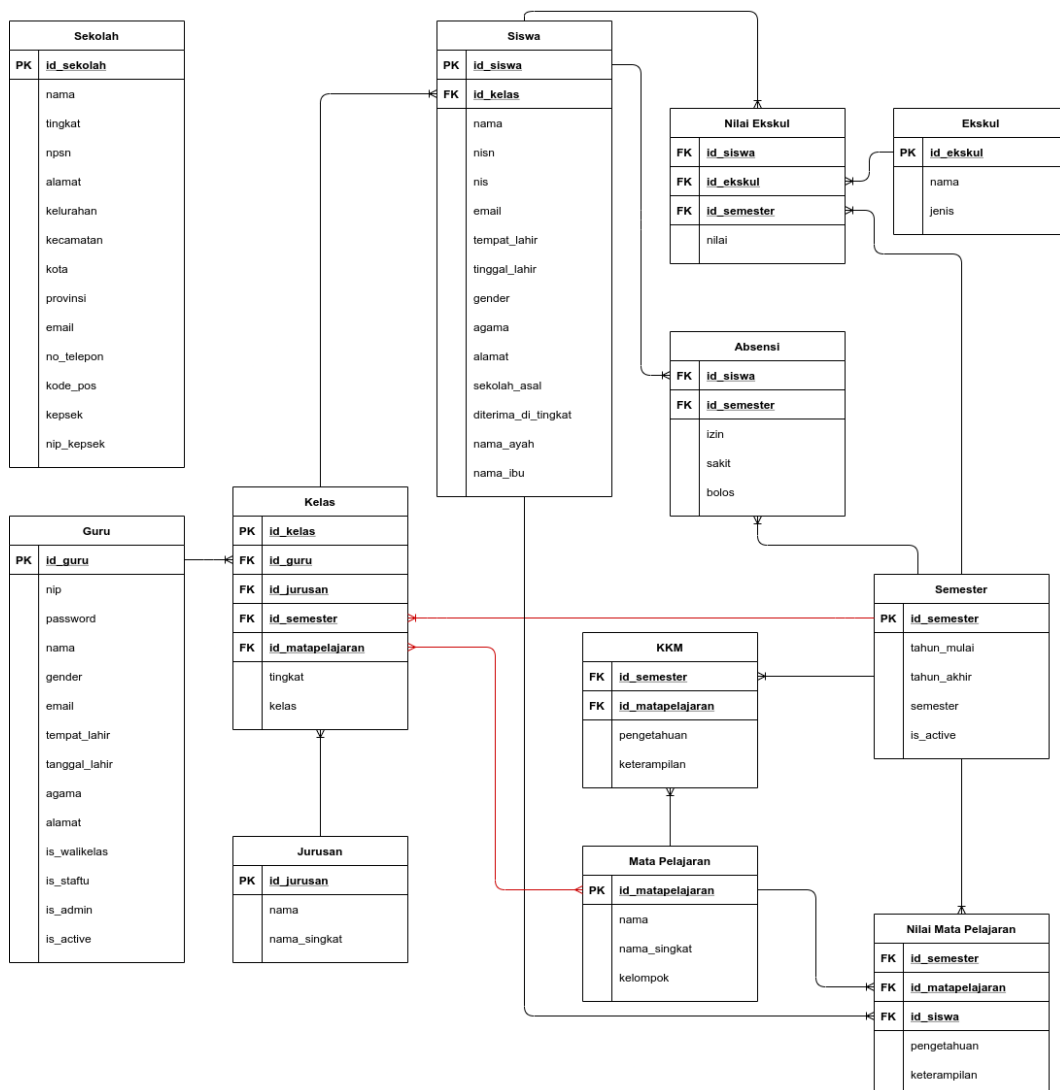 Sekolah
PK id_sekolah
nama
tingkat
npsn
alamat
kelurahan
kecamatan
kota
provinsi
email
no_telepon
kode_pos
kepsek
nip_kepsek
Siswa
PK id_siswa
FK id_kelas
nama
nisn
nis
email
tempat_lahir
tinggal_lahir
gender
agama
alamat
sekolah_asal
diterima_di_tingkat
nama_ayah
nama_ibu
Nilai Ekskul
FK id_siswa
FK id_ekskul
FK id_semester
nilai
Ekskul
PK id_ekskul
nama
jenis
Absensi
FK id_siswa
FK id_semester
izin
sakit
bolos
Guru
PK id_guru
nip
password
nama
gender
email
tempat_lahir
tanggal_lahir
agama
alamat
is_walikelas
is_staftu
is_admin
is_active
Kelas
PK id_kelas
FK id_guru
FK id_jurusan
FK id_semester
FK id_matapelajaran
tingkat
kelas
Jurusan
PK id_jurusan
nama
nama_singkat
KKM
FK id_semester
FK id_matapelajaran
pengetahuan
keterampilan
Semester
PK id_semester
tahun_mulai
tahun_akhir
semester
is_active
Mata Pelajaran
PK id_matapelajaran
nama
nama_singkat
kelompok
Nilai Mata Pelajaran
FK id_semester
FK id_matapelajaran
FK id_siswa
pengetahuan
keterampilan